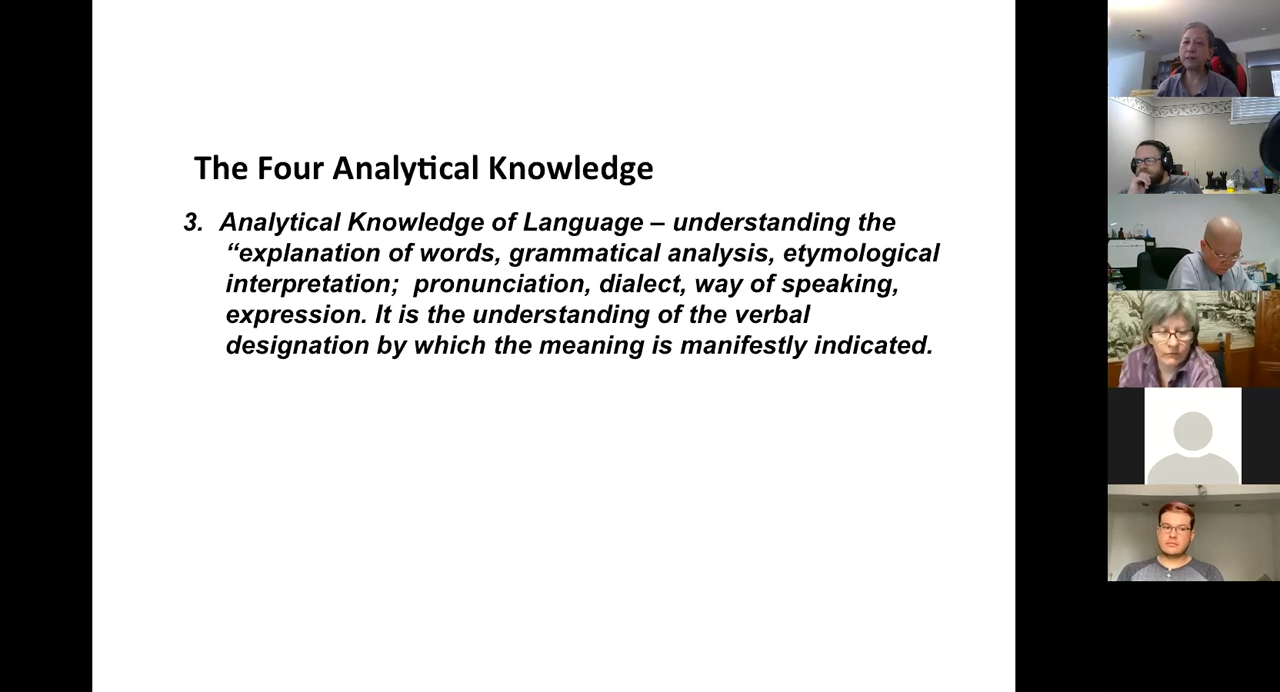 The Four Analytical Knowledge
3. Analytical Knowledge of Language – understanding the
“explanation of words, grammatical analysis, etymological
interpretation; pronunciation, dialect, way of speaking,
expression. It is the understanding of the verbal
designation by which the meaning is manifestly indicated.